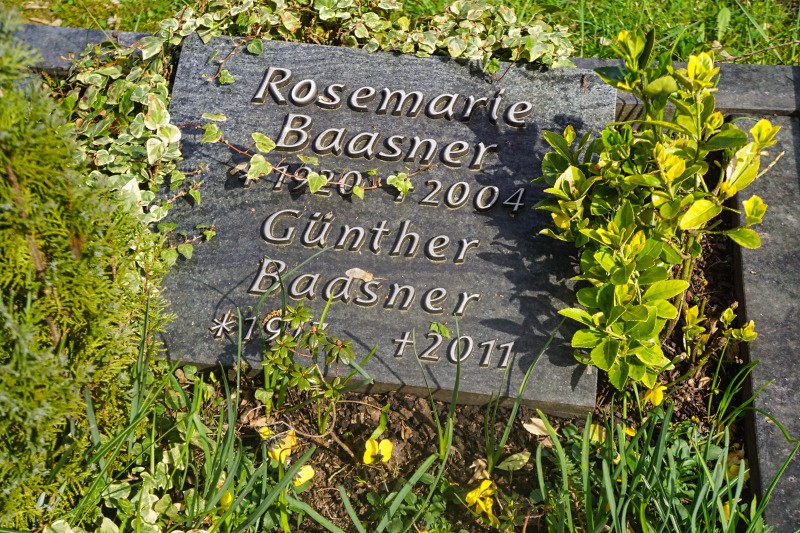 Rosemarie
Baasner
*1920 +2004
Günther
Baasner
+2011